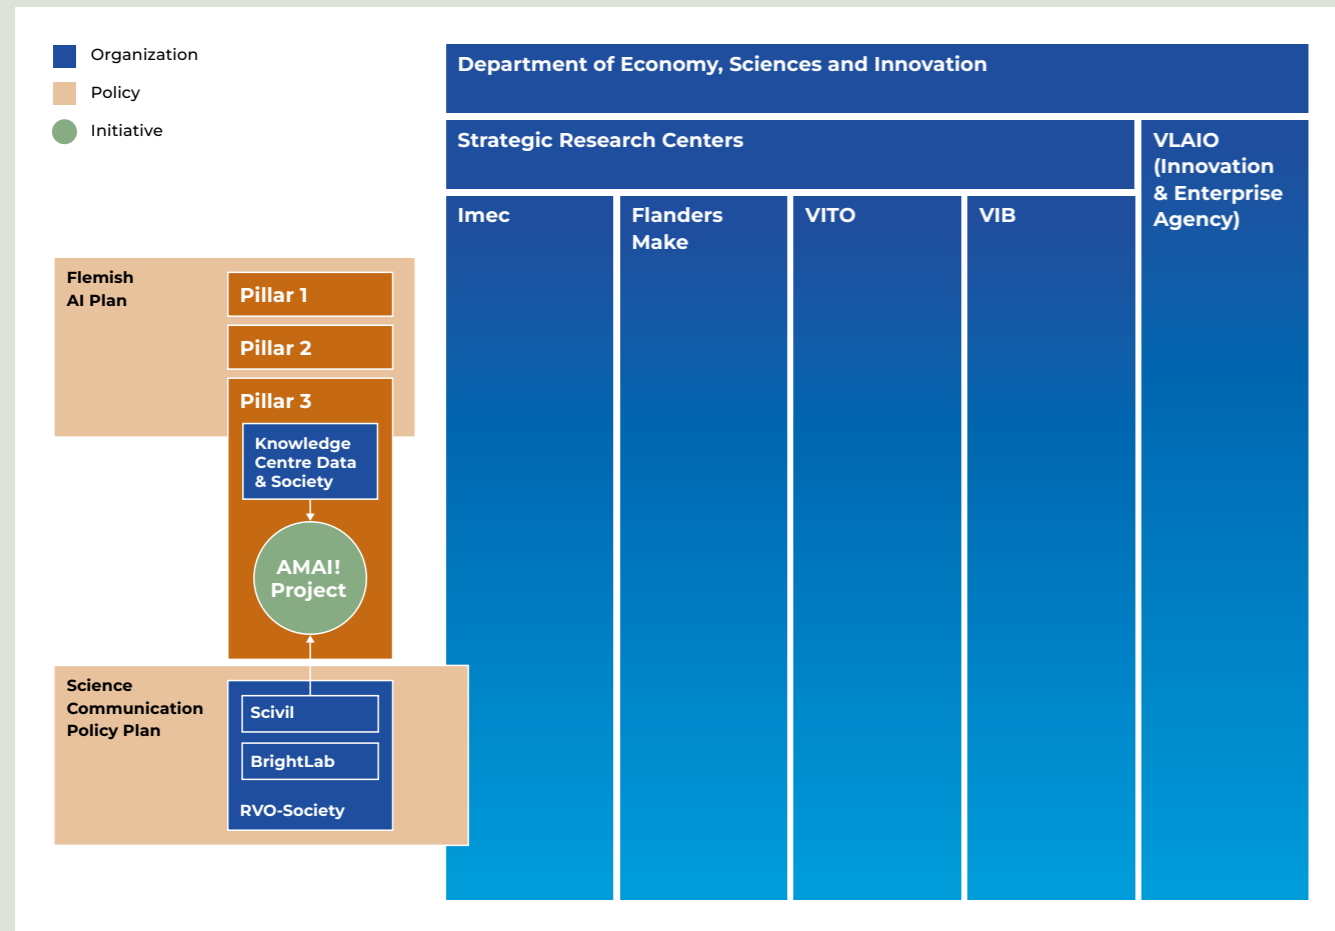 Organization
Policy
Initiative
Department of Economy, Sciences and Innovation
Strategic Research Centers
VLAIO
(Innovation
& Enterprise
Agency)
Imec
Flanders
Make
VITO
VIB
Flemish
AI Plan
Pillar 1
Pillar 2
Pillar 3
Knowledge
Centre Data
& Society
AMAI!
Project
Science
Communication
Policy Plan
Scivil
BrightLab
RVO-Society